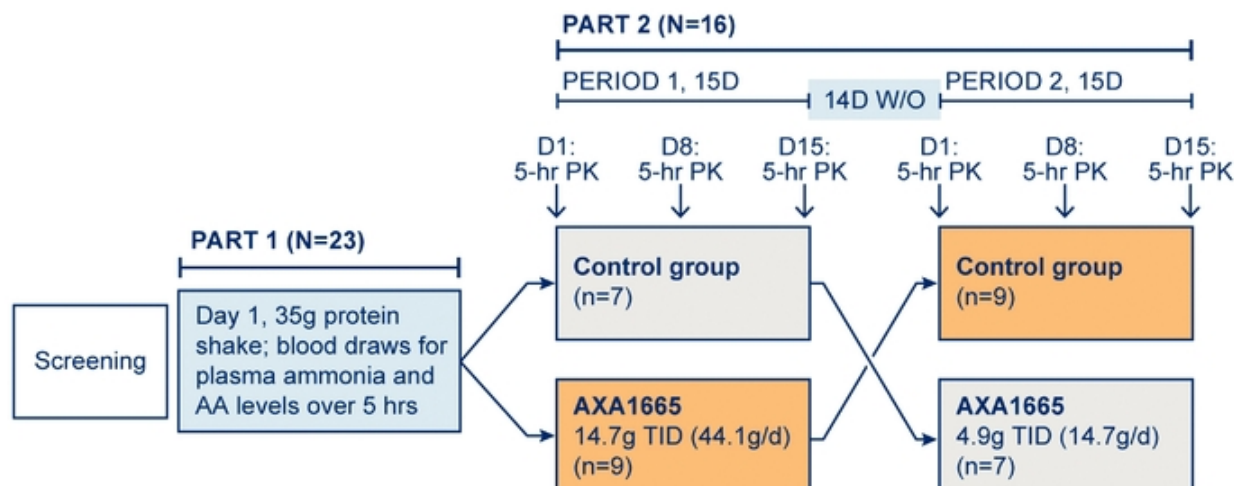 PART 2 (N=16)
PERIOD 1, 15D
14D W/O
PERIOD 2, 15D
D1:
5-hr PK
D8:
5-hr PK
D15:
5-hr PK
D1:
5-hr PK
D8:
5-hr PK
D15:
5-hr PK
PART 1 (N=23)
Screening
Day 1, 35g protein
shake; blood draws for
plasma ammonia and
AA levels over 5 hrs
Control group
(n=7)
AXA1665
14.7g TID (44.1g/d)
(n=9)
Control group
(n=9)
AXA1665
4.9g TID (14.7g/d)
(n=7)